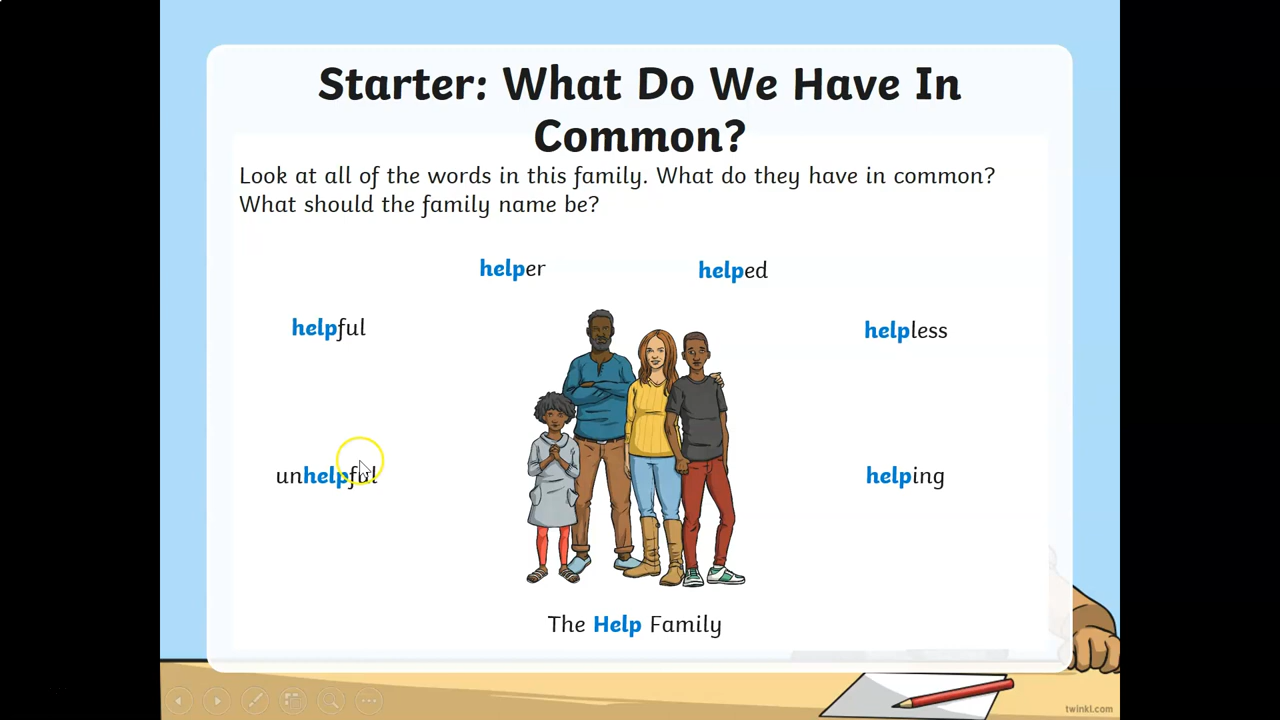 Starter: What Do We Have In
Common?
Look at all of the words in this family. What do they have in common?
What should the family name be?
helper
helped
helpful
helpless
unhelpful
helping
The Help Family
twinkl.com